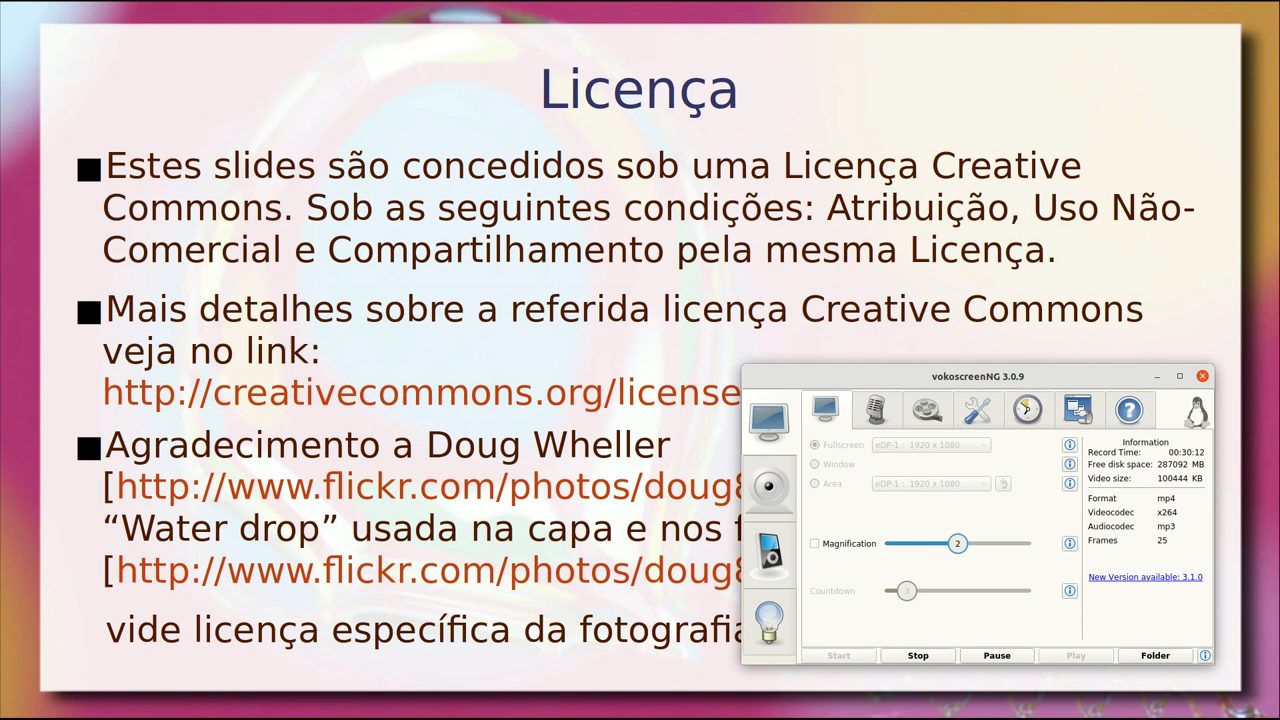 Licença
■Estes slides são concedidos sob uma Licença Creative
Commons. Sob as seguintes condições: Atribuição, Uso Não-
Comercial e Compartilhamento pela mesma Licença.
■Mais detalhes sobre a referida licença Creative Commons
veja no link:
http://creativecommons.org/license
■Agradecimento a Doug Wheller
[http://www.flickr.com/photos/doug8
“Water drop” usada na capa e nos
[http://www.flickr.com/photos/doug8
vide licença específica da fotografia
vokoscreenNG 3.0.9
Fullscreen
eDP-1 : 1920 x 1080
Window
Area
eDP-1 : 1920 x 1080
Magnification
2
Countdown
3
Information
Record Time: 00:30:12
Free disk space: 287092 MB
Video size: 100444 KB
Format mp4
Videocodec x264
Audiocodec mp3
Frames 25
New Version available: 3.1.0
Start Stop Pause Play Folder